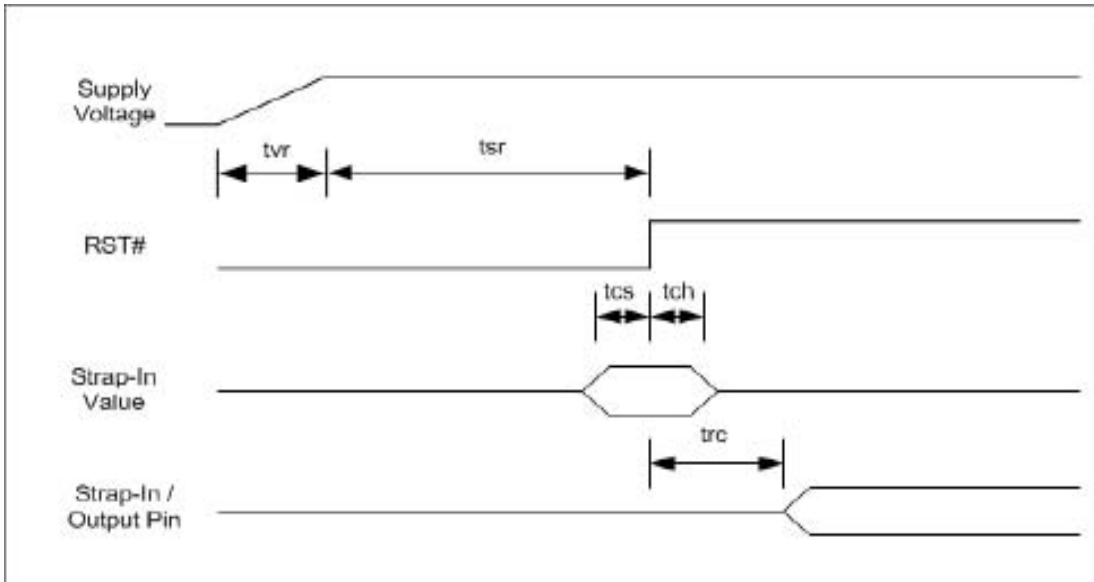 Supply
Voltage
tvr
tsr
RST#
tcs
tch
Strap-In
Value
trc
Strap-In /
Output Pin